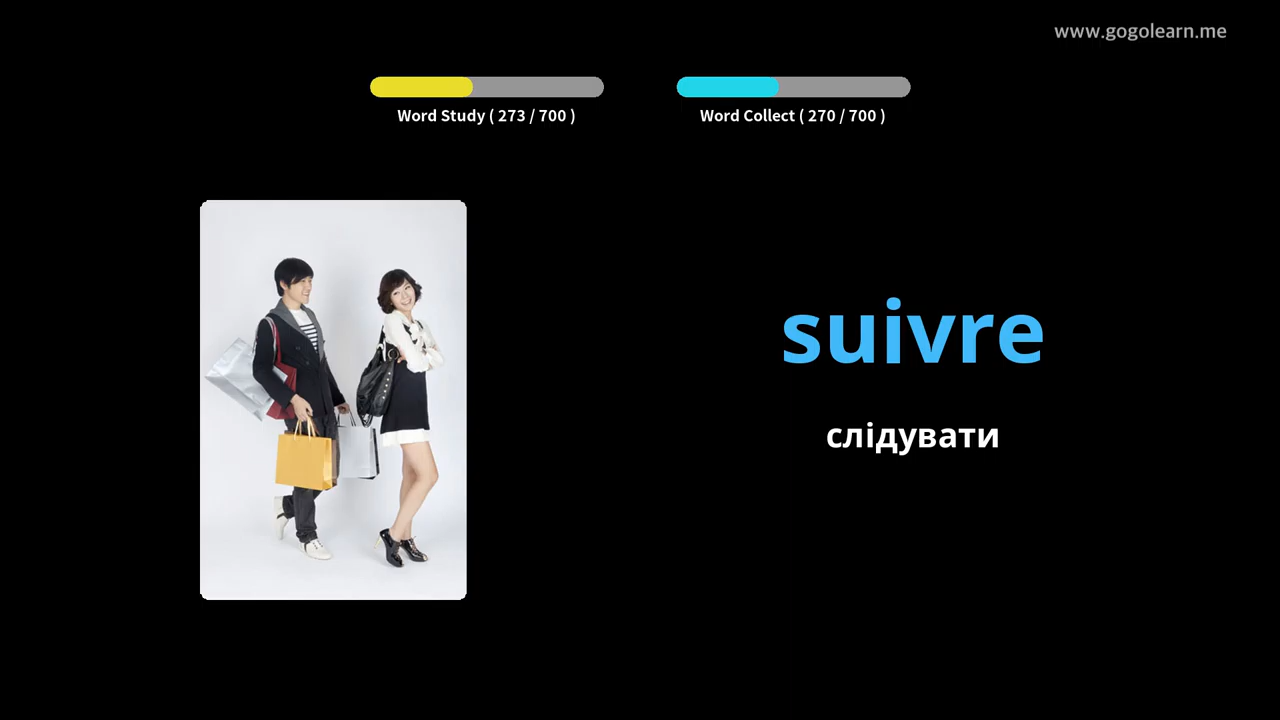 www.gogolearn.me
Word Study ( 273 / 700 )
Word Collect ( 270 / 700 )
suivre
слідувати